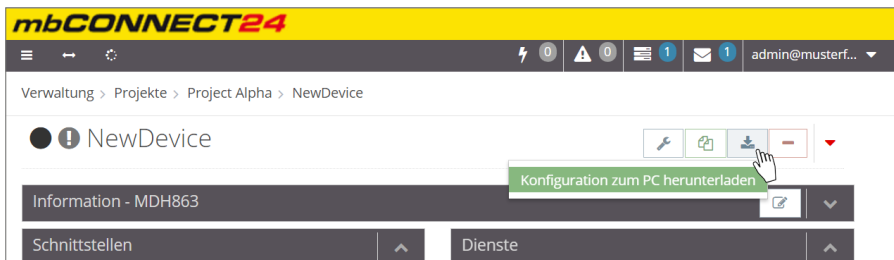 mbCONNECT24
0 0 1 1 admin@musterf...
Verwaltung > Projekte > Project Alpha > NewDevice
NewDevice
Konfiguration zum PC herunterladen
Information - MDH863
Schnittstellen Dienste